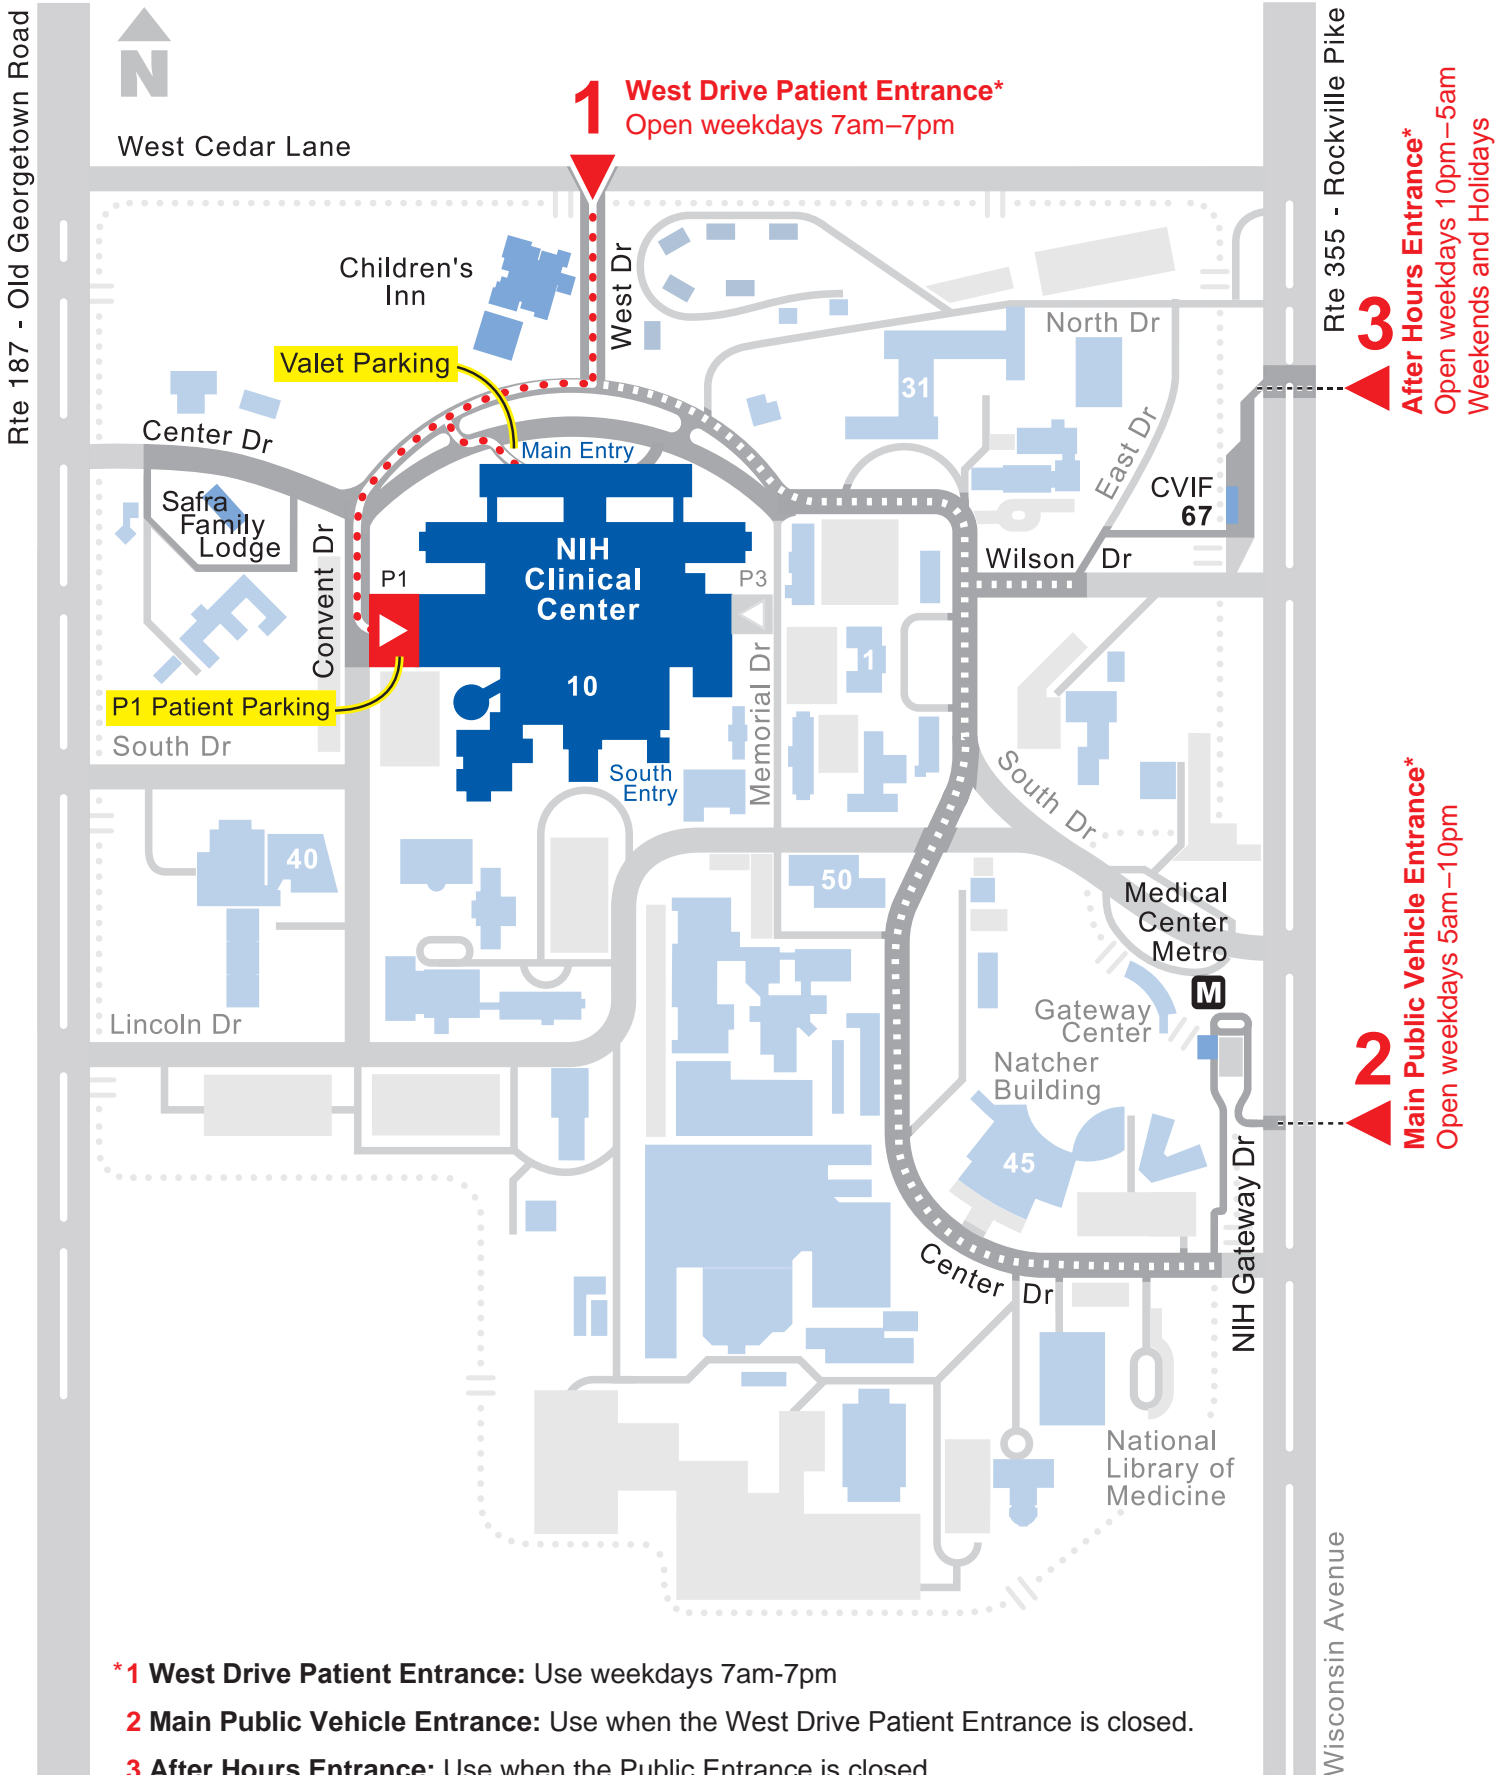 N
Rte 187 - Old Georgetown Road
West Cedar Lane
1
West Drive Patient Entrance*
Open weekdays 7am–7pm
Rte 355 - Rockville Pike
3
After Hours Entrance*
Open weekdays 10pm–5am
Weekends and Holidays
Children's
Inn
West Dr
North Dr
Valet Parking
31
Center Dr
Main Entry
East Dr
CVIF
67
Safra
Family
Lodge
Convent Dr
P1
NIH
Clinical
Center
P3
Wilson Dr
1
10
Memorial Dr
P1 Patient Parking
South Dr
South
Entry
South Dr
40
50
Medical
Center
Metro
M
2
Main Public Vehicle Entrance*
Open weekdays 5am–10pm
Gateway
Center
Lincoln Dr
Natcher
Building
45
NIH Gateway Dr
Center Dr
National
Library of
Medicine
Wisconsin Avenue
*1 West Drive Patient Entrance: Use weekdays 7am-7pm
2 Main Public Vehicle Entrance: Use when the West Drive Patient Entrance is closed.
3 After Hours Entrance: Use when the Public Entrance is closed